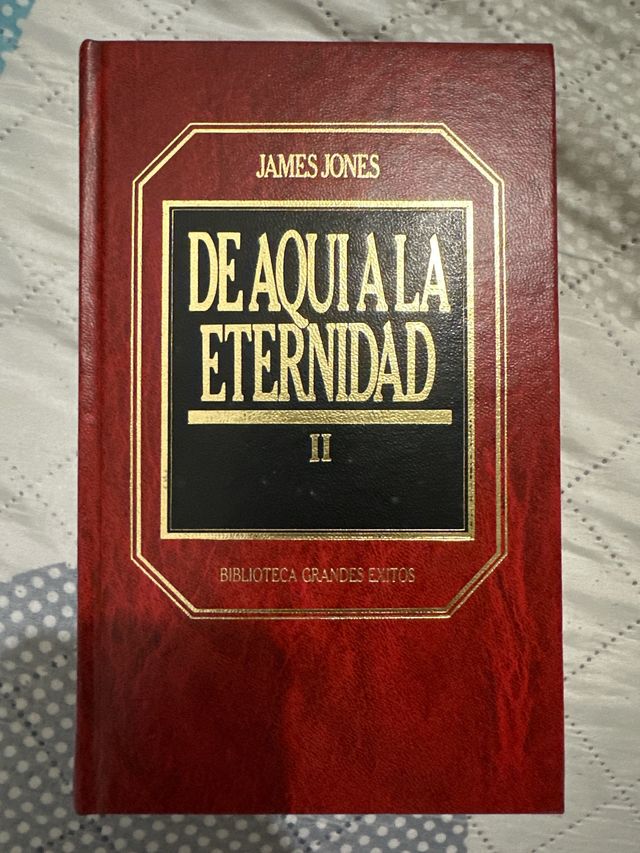 JAMES JONES
DE AQUI A LA
ETERNIDAD
II
BIBLIOTECA GRANDES EXITOS